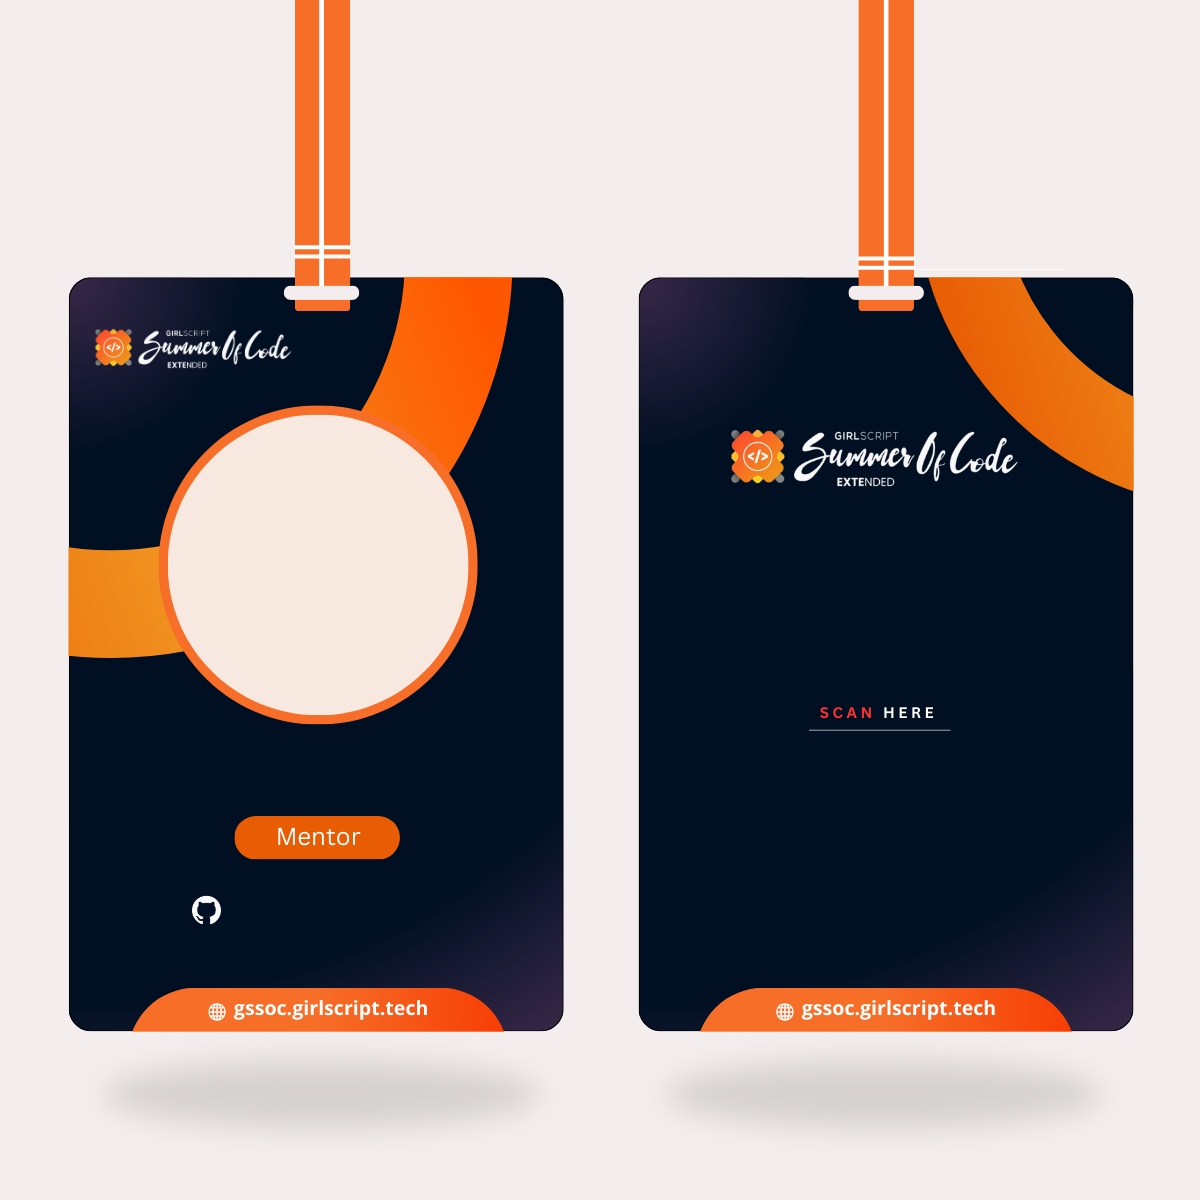 GIRLSCRIPT
Summer Of Code
EXTENDED
Mentor
gssoc.girlscript.tech
GIRLSCRIPT
</>
Summer Of Code
EXTENDED
SCAN HERE
gssoc.girlscript.tech